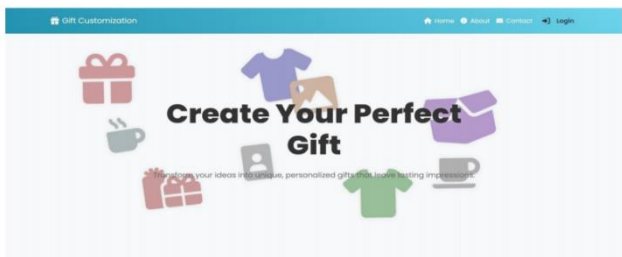 Gift Customization
Home About Contact Login
Create Your Perfect
Gift
Transform your ideas into unique, personalized gifts that leave lasting impressions.